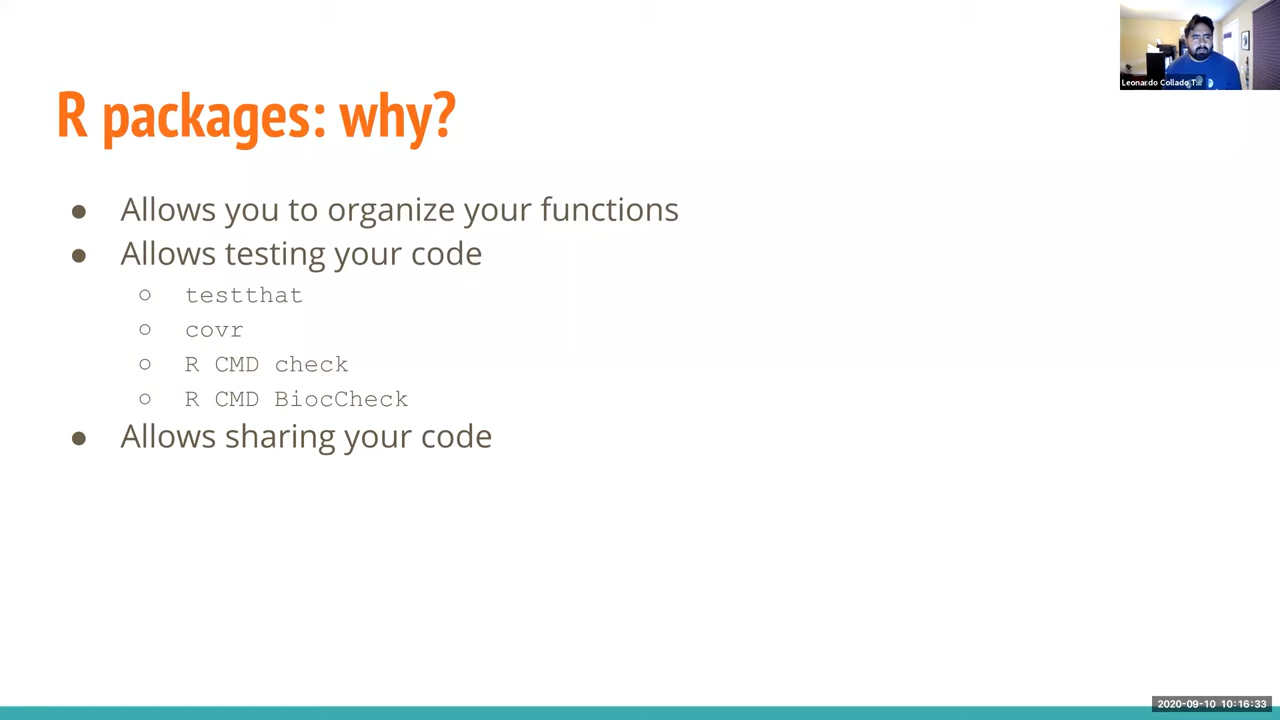 Leonardo Collado T...
R packages: why?
● Allows you to organize your functions
● Allows testing your code
○ testthat
○ covr
○ R CMD check
○ R CMD BiocCheck
● Allows sharing your code
2020-09-10 10:16:33